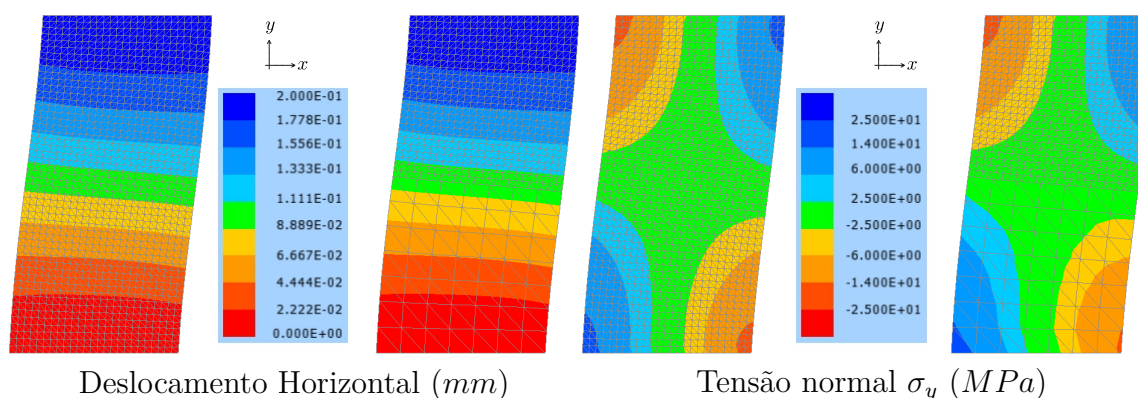 y
x
2.000E-01
1.778E-01
1.556E-01
1.333E-01
1.111E-01
8.889E-02
6.667E-02
4.444E-02
2.222E-02
0.000E+00
Deslocamento Horizontal (mm)
y
x
2.500E+01
1.400E+01
6.000E+00
2.500E+00
-2.500E+00
-6.000E+00
-1.400E+01
-2.500E+01
Tensão normal σ_y (MPa)